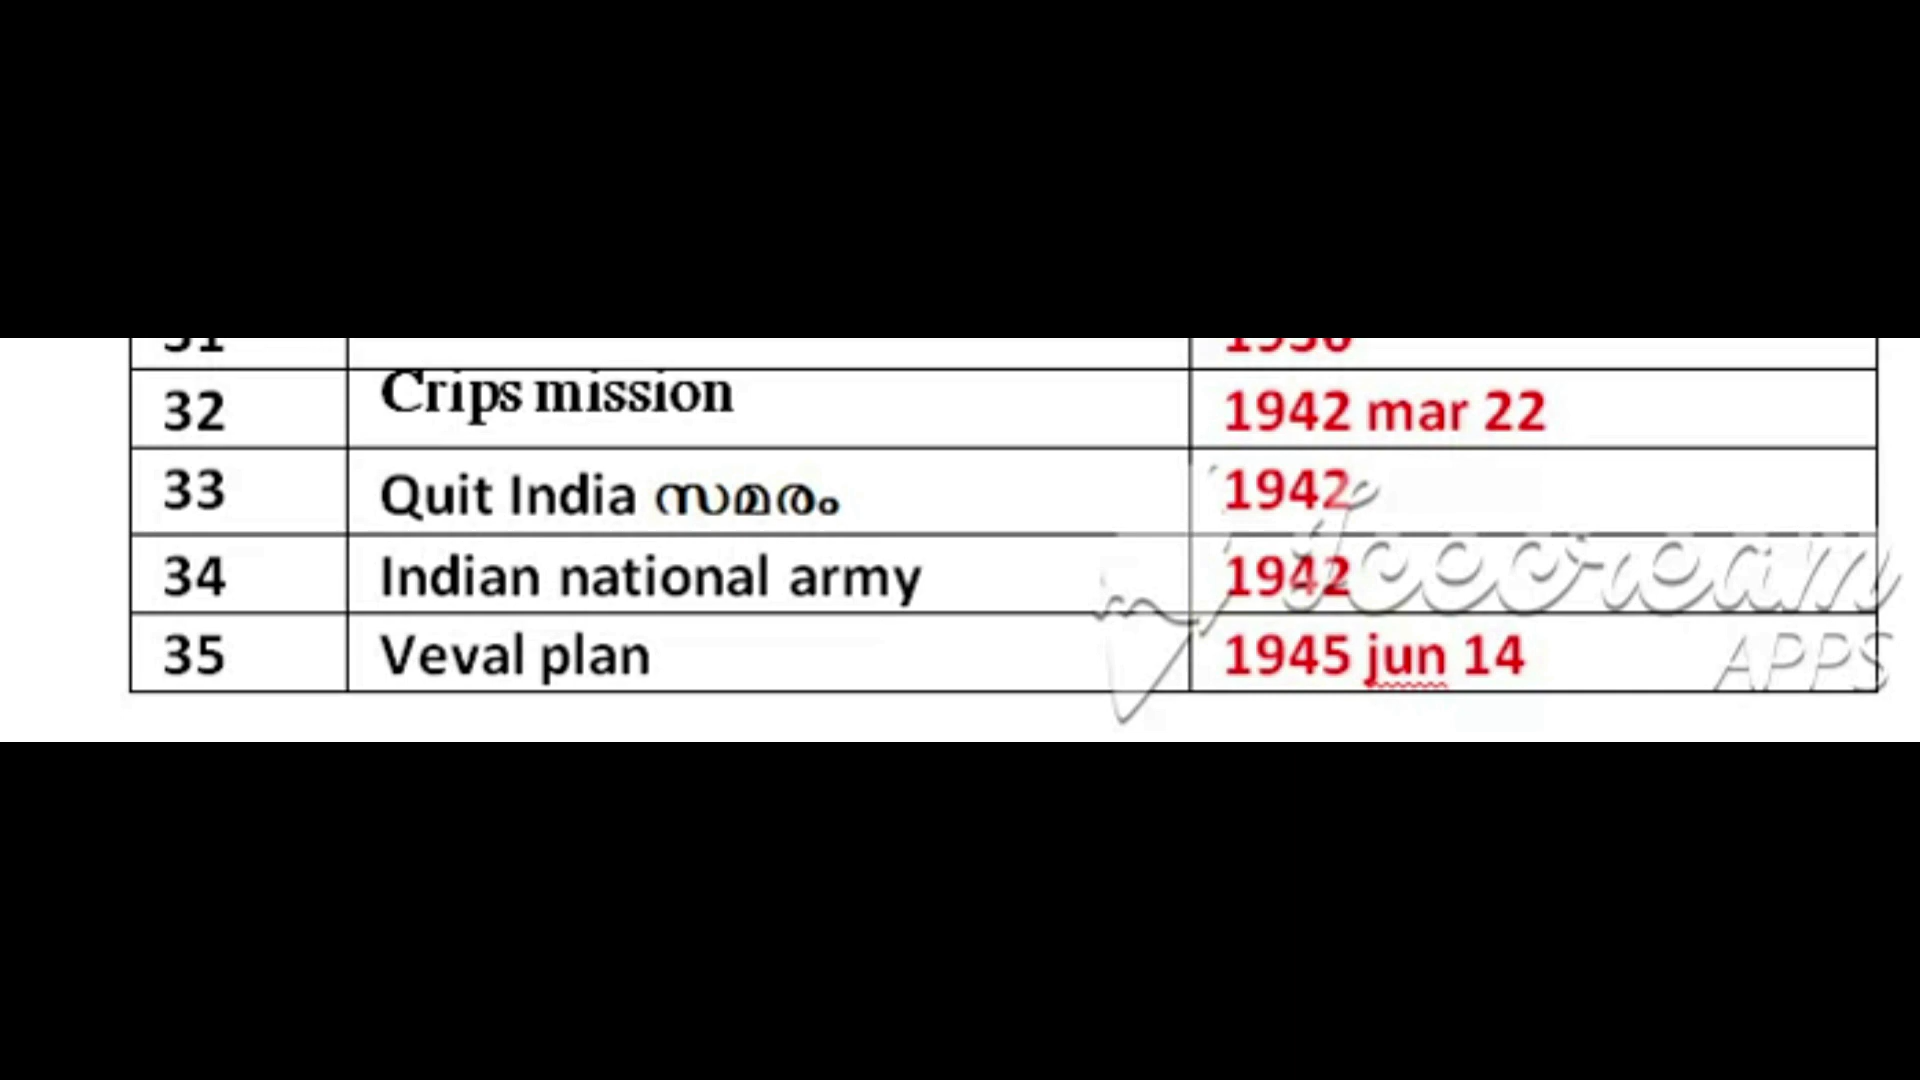 32 Crips mission 1942 mar 22
33 Quit India സമരം 1942
34 Indian national army 1942
35 Veval plan 1945 jun 14
Icecream
APPS